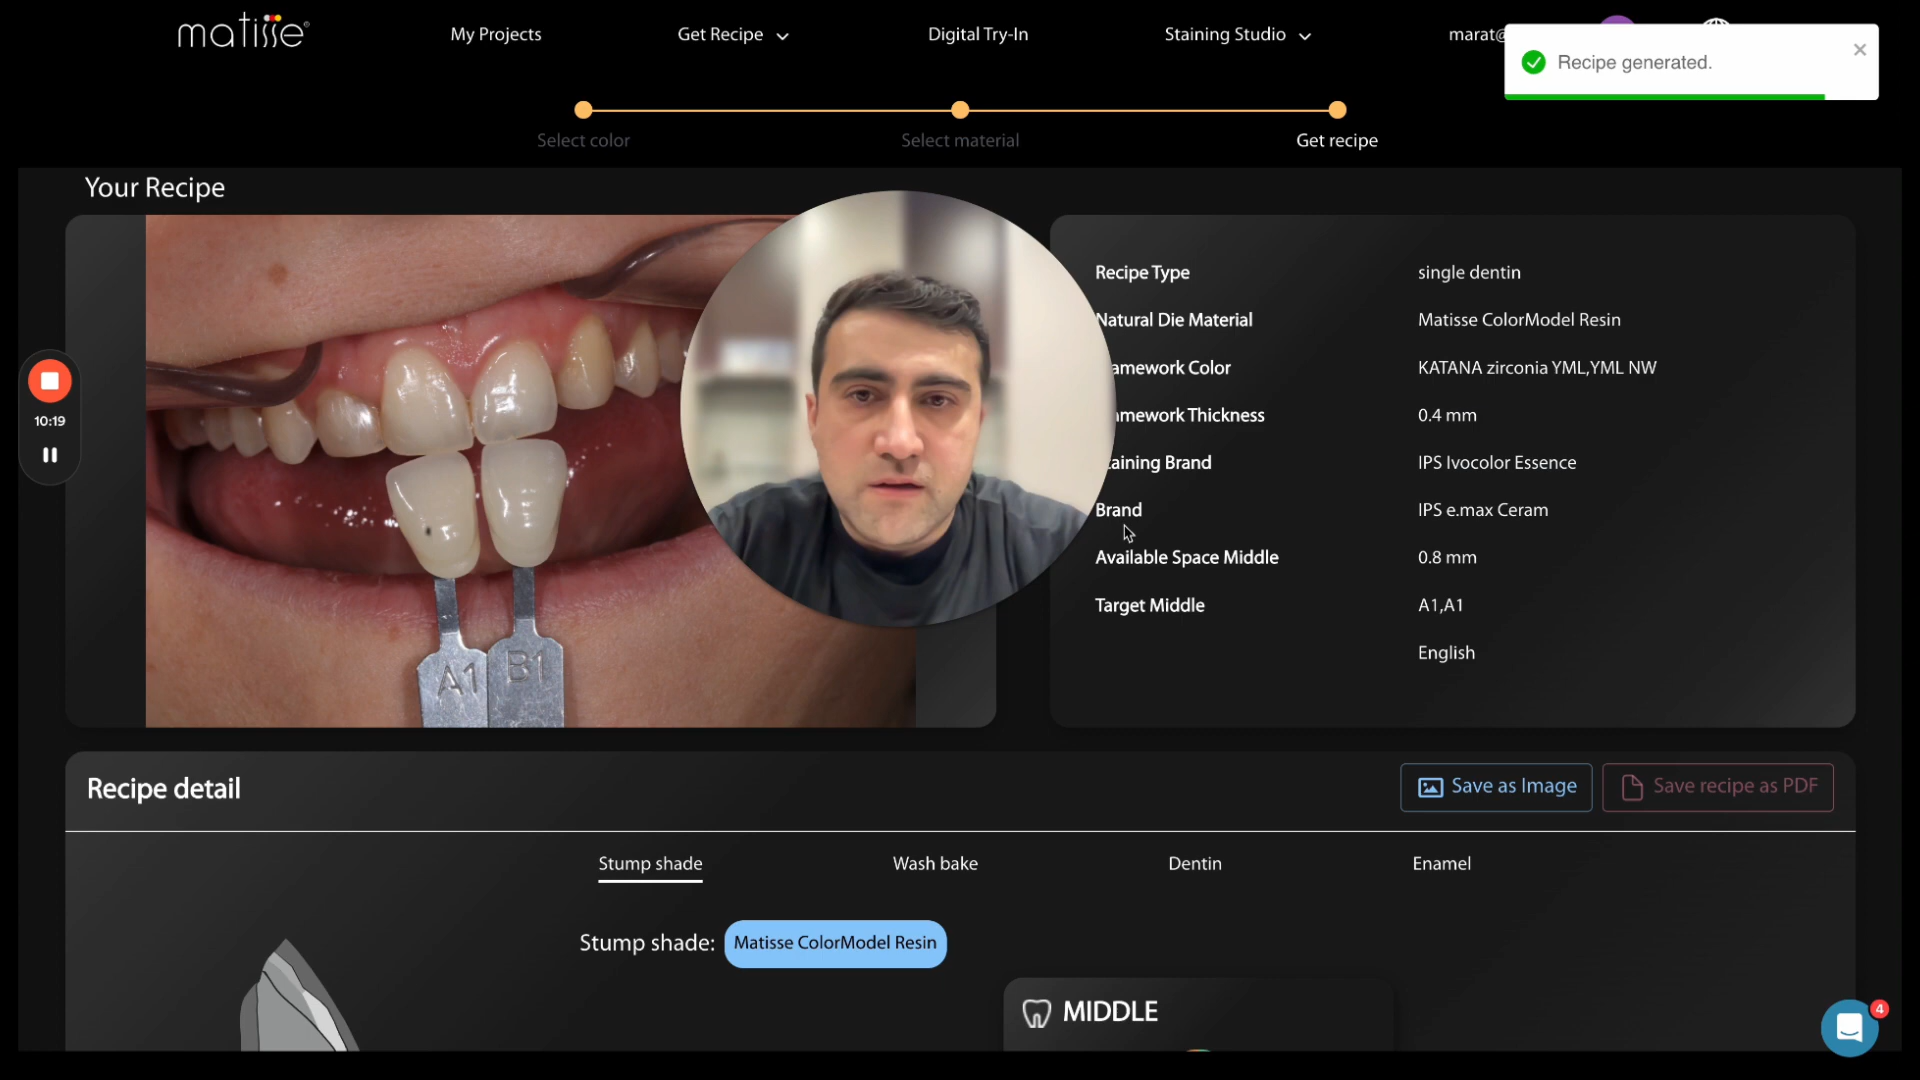 matisse
My Projects
Get Recipe
Digital Try-In
Staining Studio
marat@
Recipe generated.
Select color
Select material
Get recipe
Your Recipe
Recipe Type
single dentin
Natural Die Material
Matisse ColorModel Resin
amework Color
KATANA zirconia YML,YML NW
amework Thickness
0.4 mm
10:19
taining Brand
IPS Ivocolor Essence
Brand
IPS e.max Ceram
Available Space Middle
0.8 mm
Target Middle
A1,A1
English
A1
B1
Recipe detail
Save as Image
Save recipe as PDF
Stump shade
Wash bake
Dentin
Enamel
Stump shade:
Matisse ColorModel Resin
MIDDLE
4